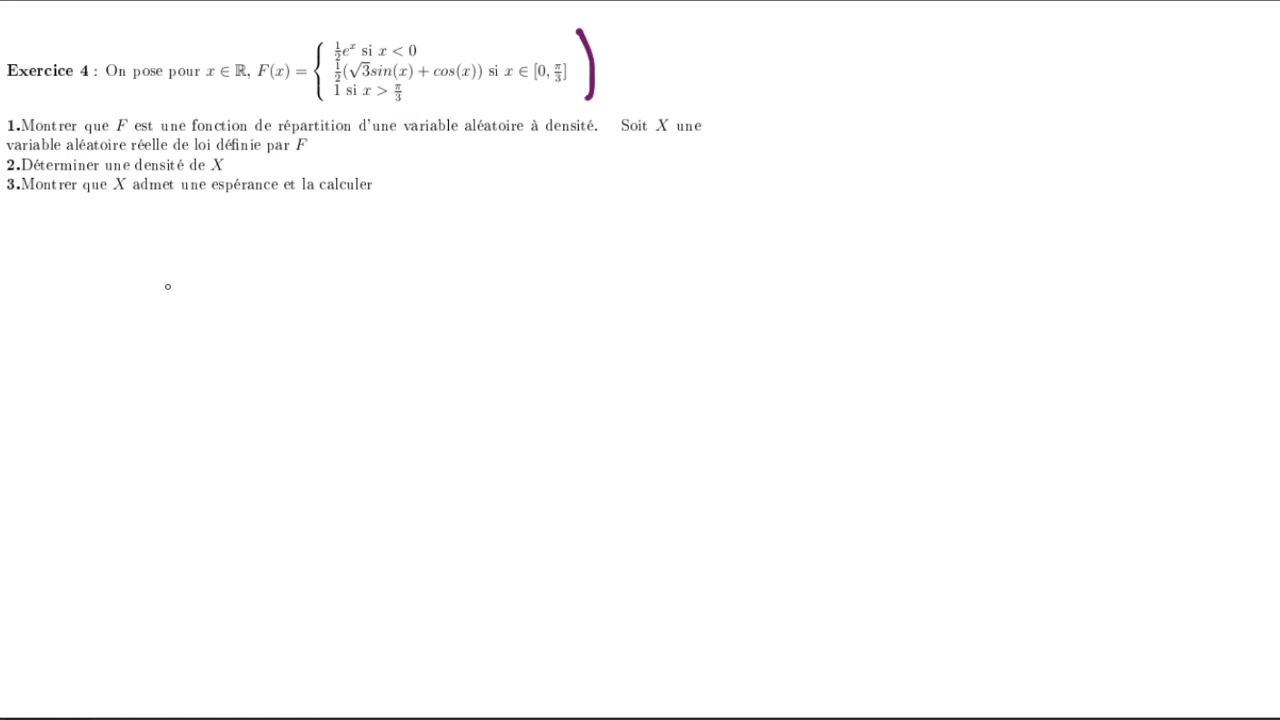 Exercice 4 : On pose pour x ∈ ℝ, F(x) = { ½eˣ si x < 0
½(√3sin(x) + cos(x)) si x ∈ [0, π/3]
1 si x > π/3
1.Montrer que F est une fonction de répartition d'une variable aléatoire à densité. Soit X une
variable aléatoire réelle de loi définie par F
2.Déterminer une densité de X
3.Montrer que X admet une espérance et la calculer